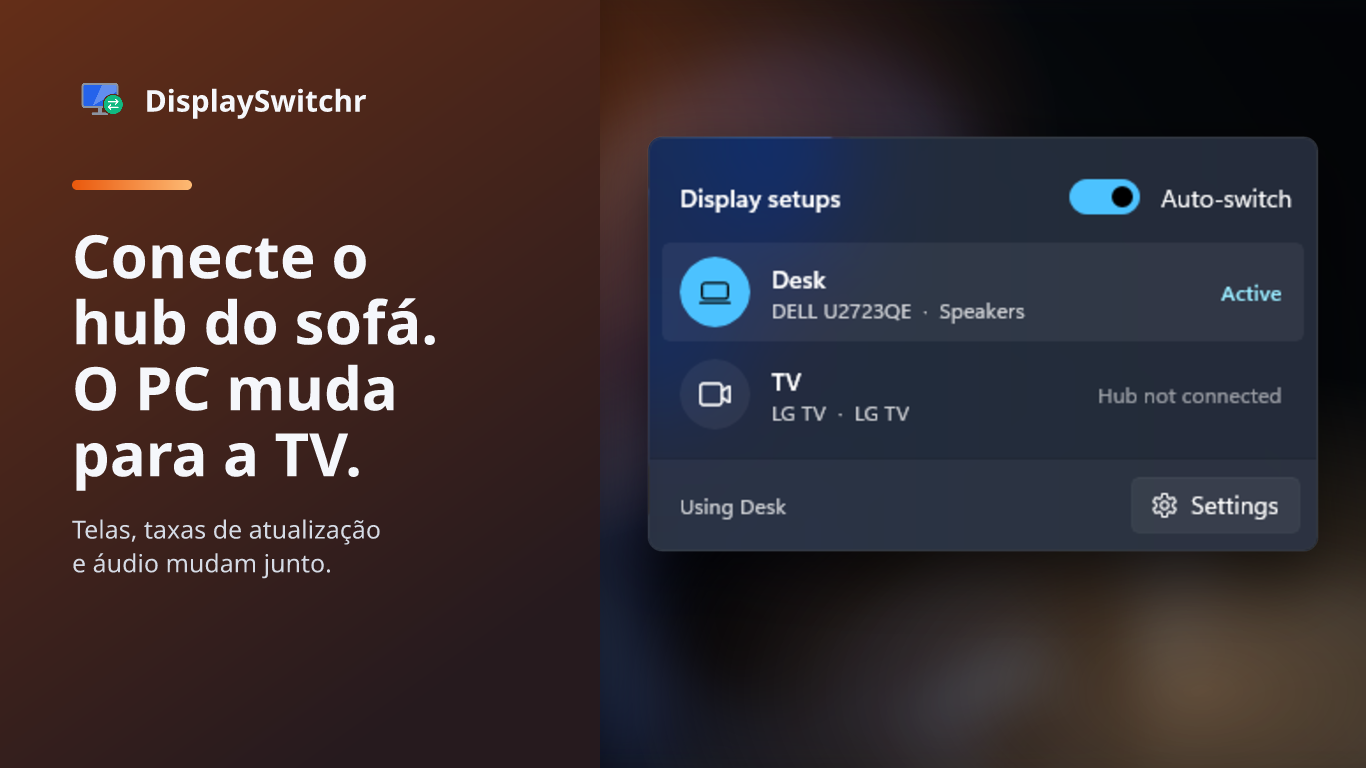 DisplaySwitchr
Conecte o
hub do sofá.
O PC muda
para a TV.
Telas, taxas de atualização
e áudio mudam junto.
Display setups
Auto-switch
Desk
DELL U2723QE · Speakers
Active
TV
LG TV · LG TV
Hub not connected
Using Desk
Settings